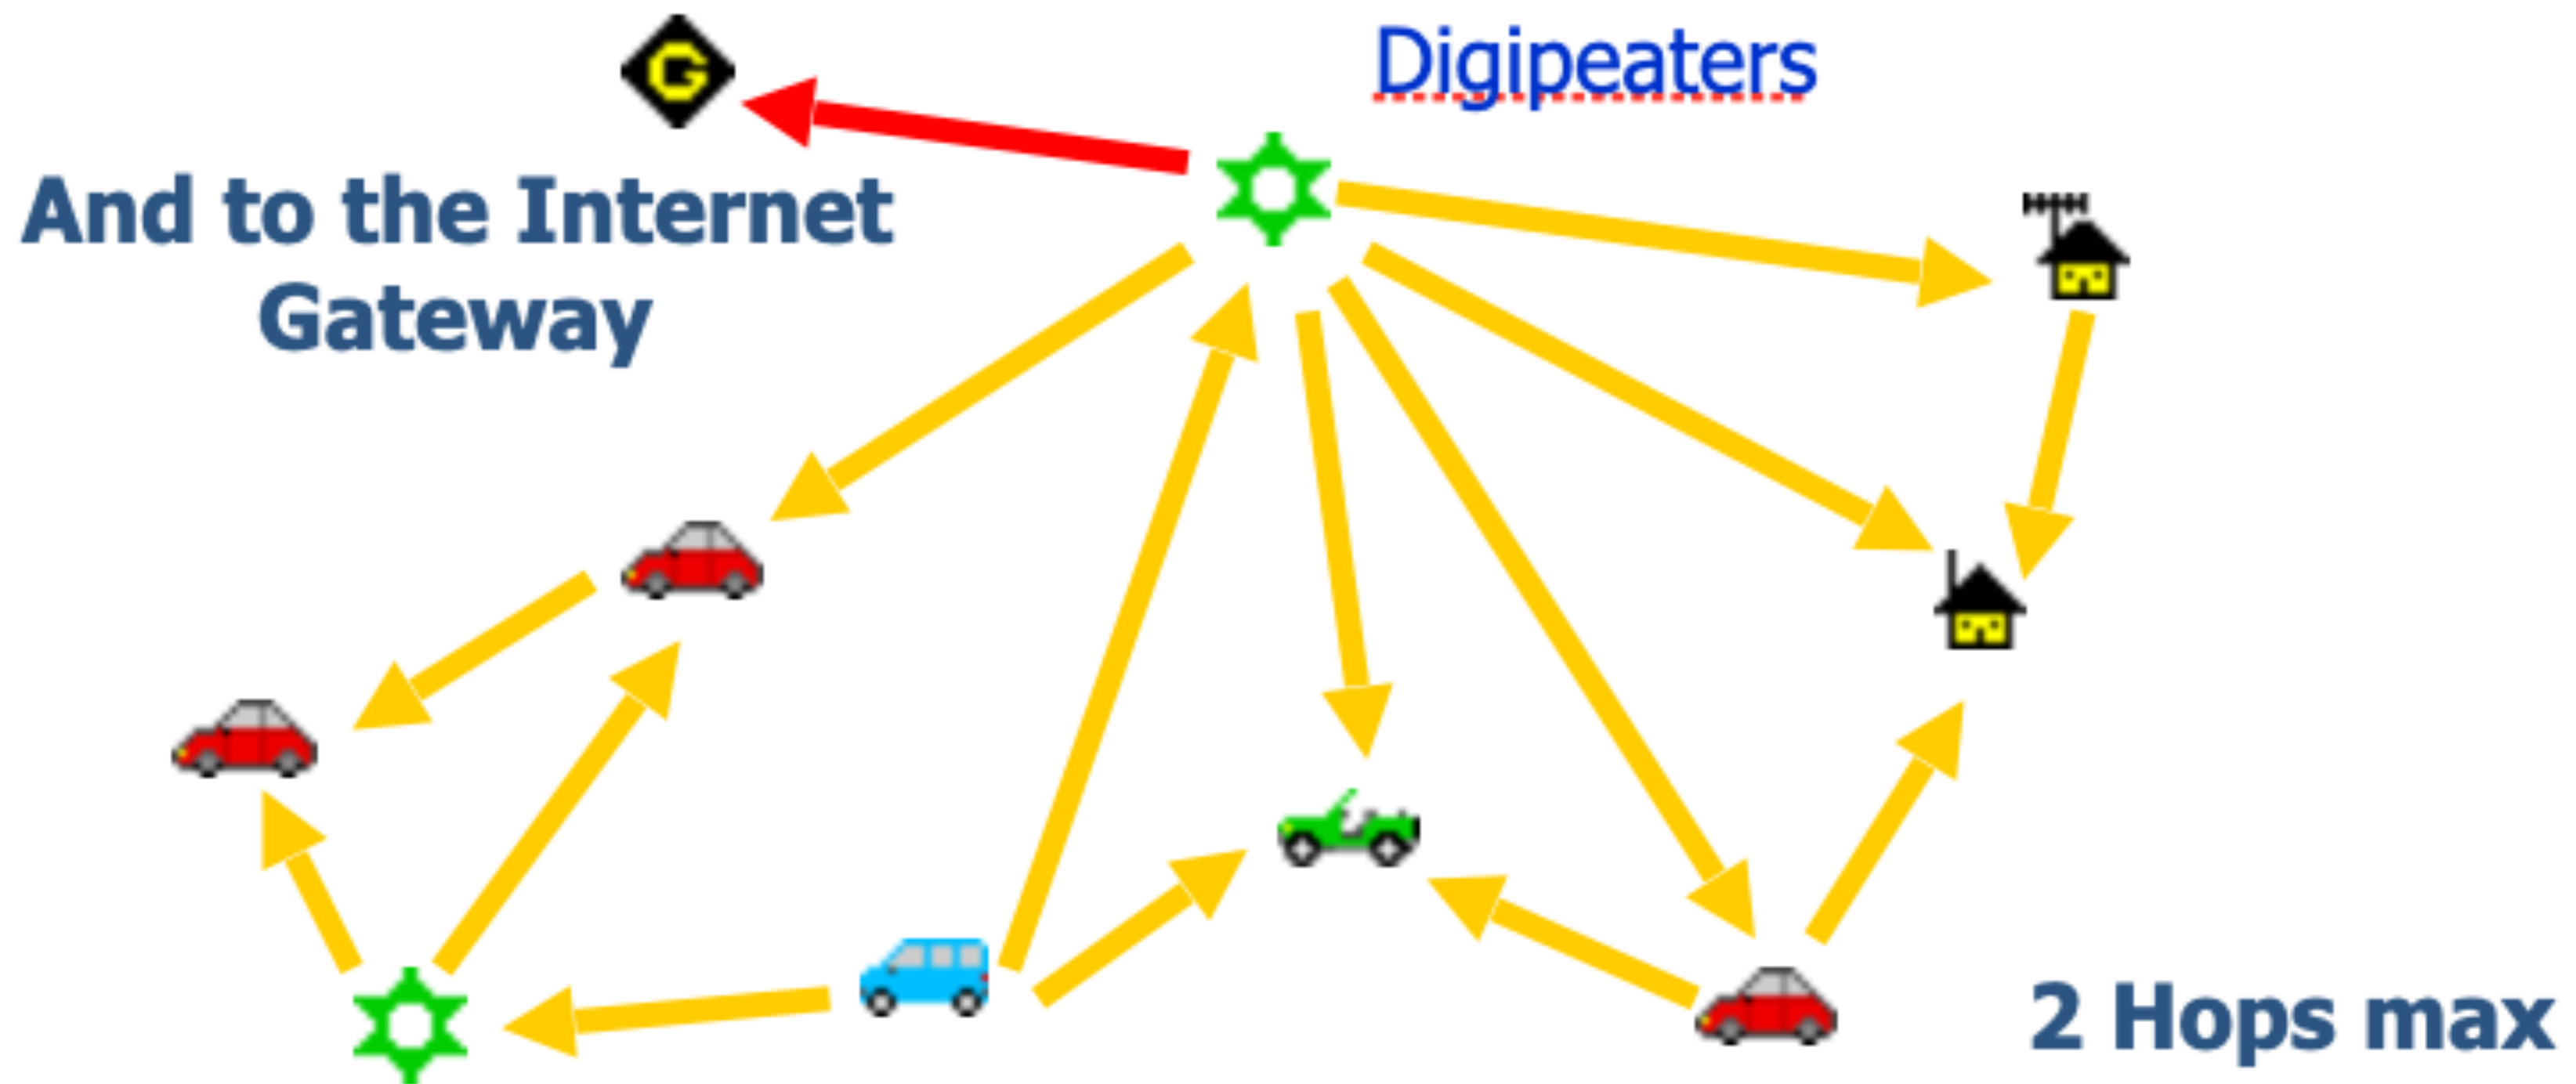 G
Digipeaters
And to the Internet
Gateway
2 Hops max